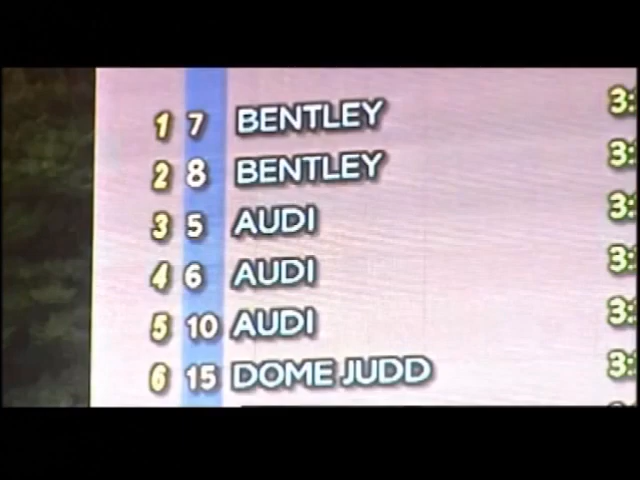 1 7 BENTLEY 3:
2 8 BENTLEY 3:
3 5 AUDI 3:
4 6 AUDI 3:
5 10 AUDI 3:
6 15 DOME JUDD 3: